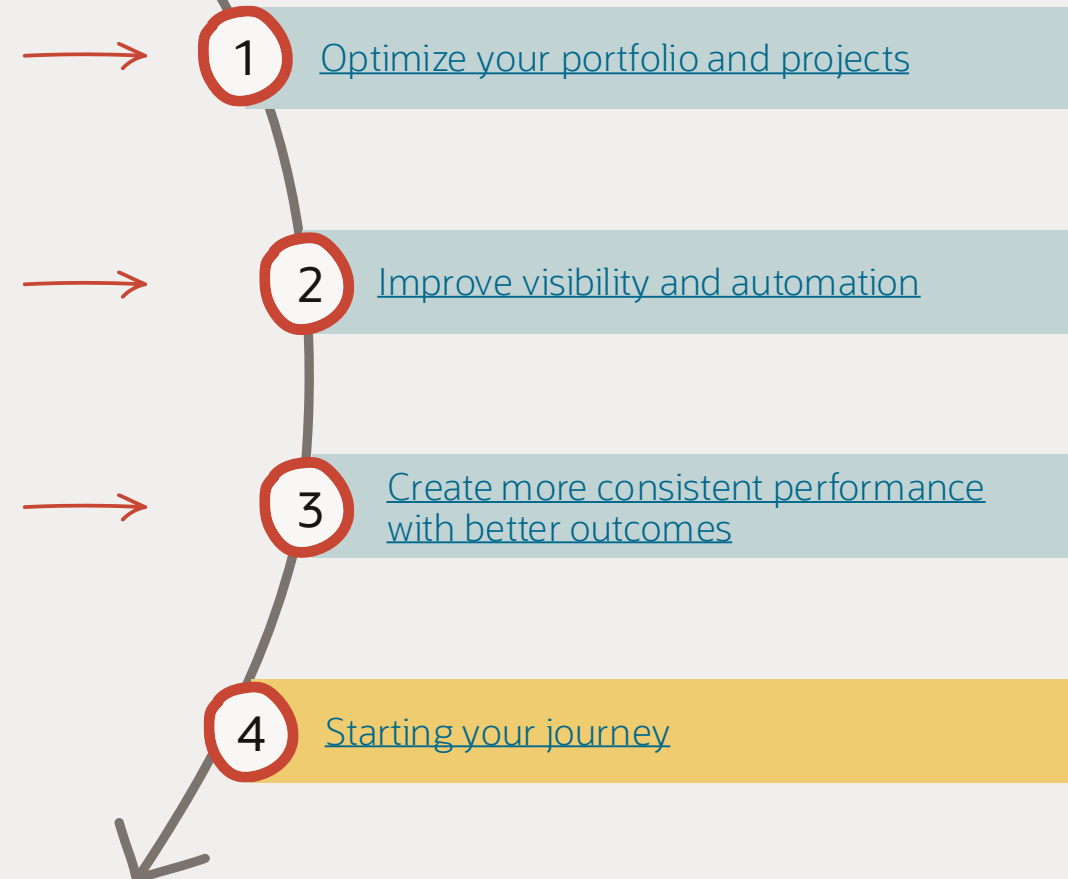 1
Optimize your portfolio and projects
2
Improve visibility and automation
3
Create more consistent performance
with better outcomes
4
Starting your journey